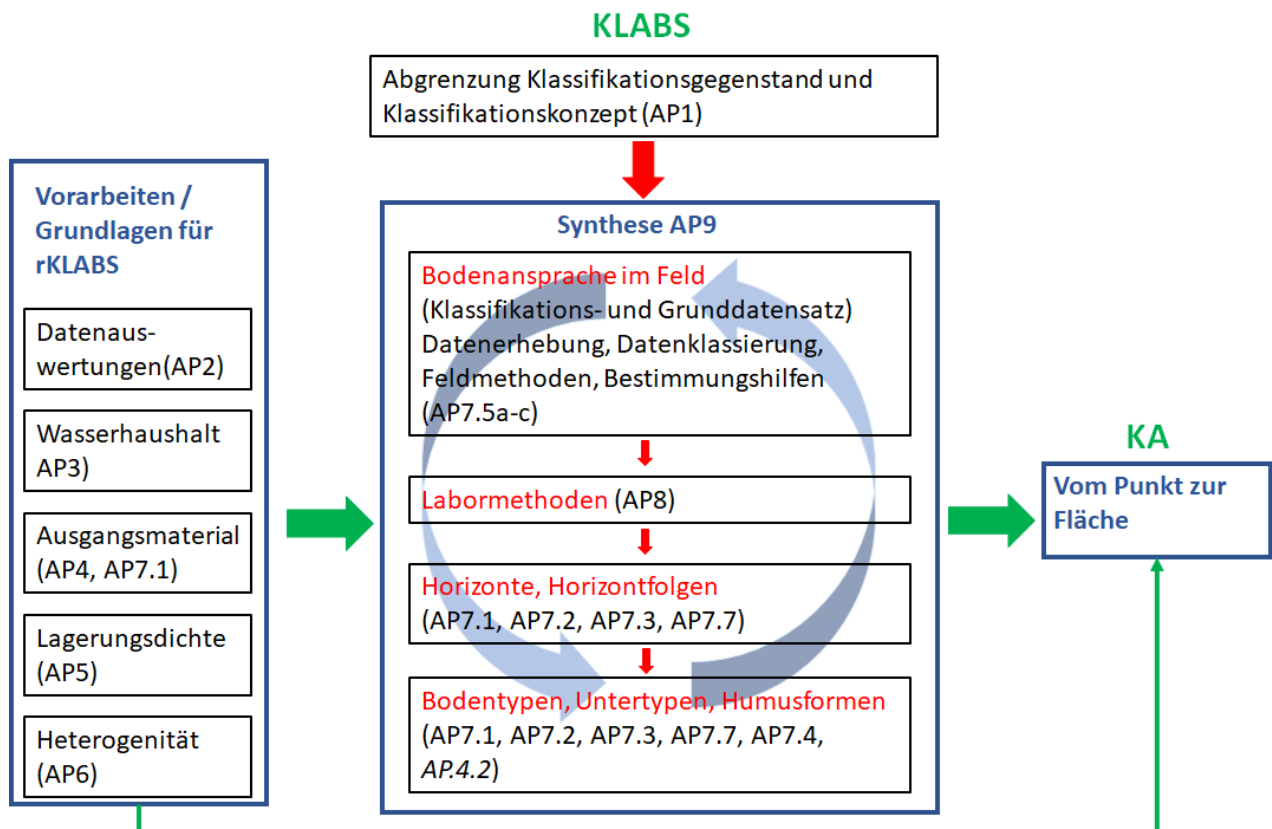 KLABS
Abgrenzung Klassifikationsgegenstand und
Klassifikationskonzept (AP1)
Vorarbeiten /
Grundlagen für
rKLABS
Datenaus-
wertungen(AP2)
Wasserhaushalt
AP3)
Ausgangsmaterial
(AP4, AP7.1)
Lagerungsdichte
(AP5)
Heterogenität
(AP6)
Synthese AP9
Bodenansprache im Feld
(Klassifikations- und Grunddatensatz)
Datenerhebung, Datenklassierung,
Feldmethoden, Bestimmungshilfen
(AP7.5a-c)
Labormethoden (AP8)
Horizonte, Horizontfolgen
(AP7.1, AP7.2, AP7.3, AP7.7)
Bodentypen, Untertypen, Humusformen
(AP7.1, AP7.2, AP7.3, AP7.7, AP7.4,
AP.4.2)
KA
Vom Punkt zur
Fläche